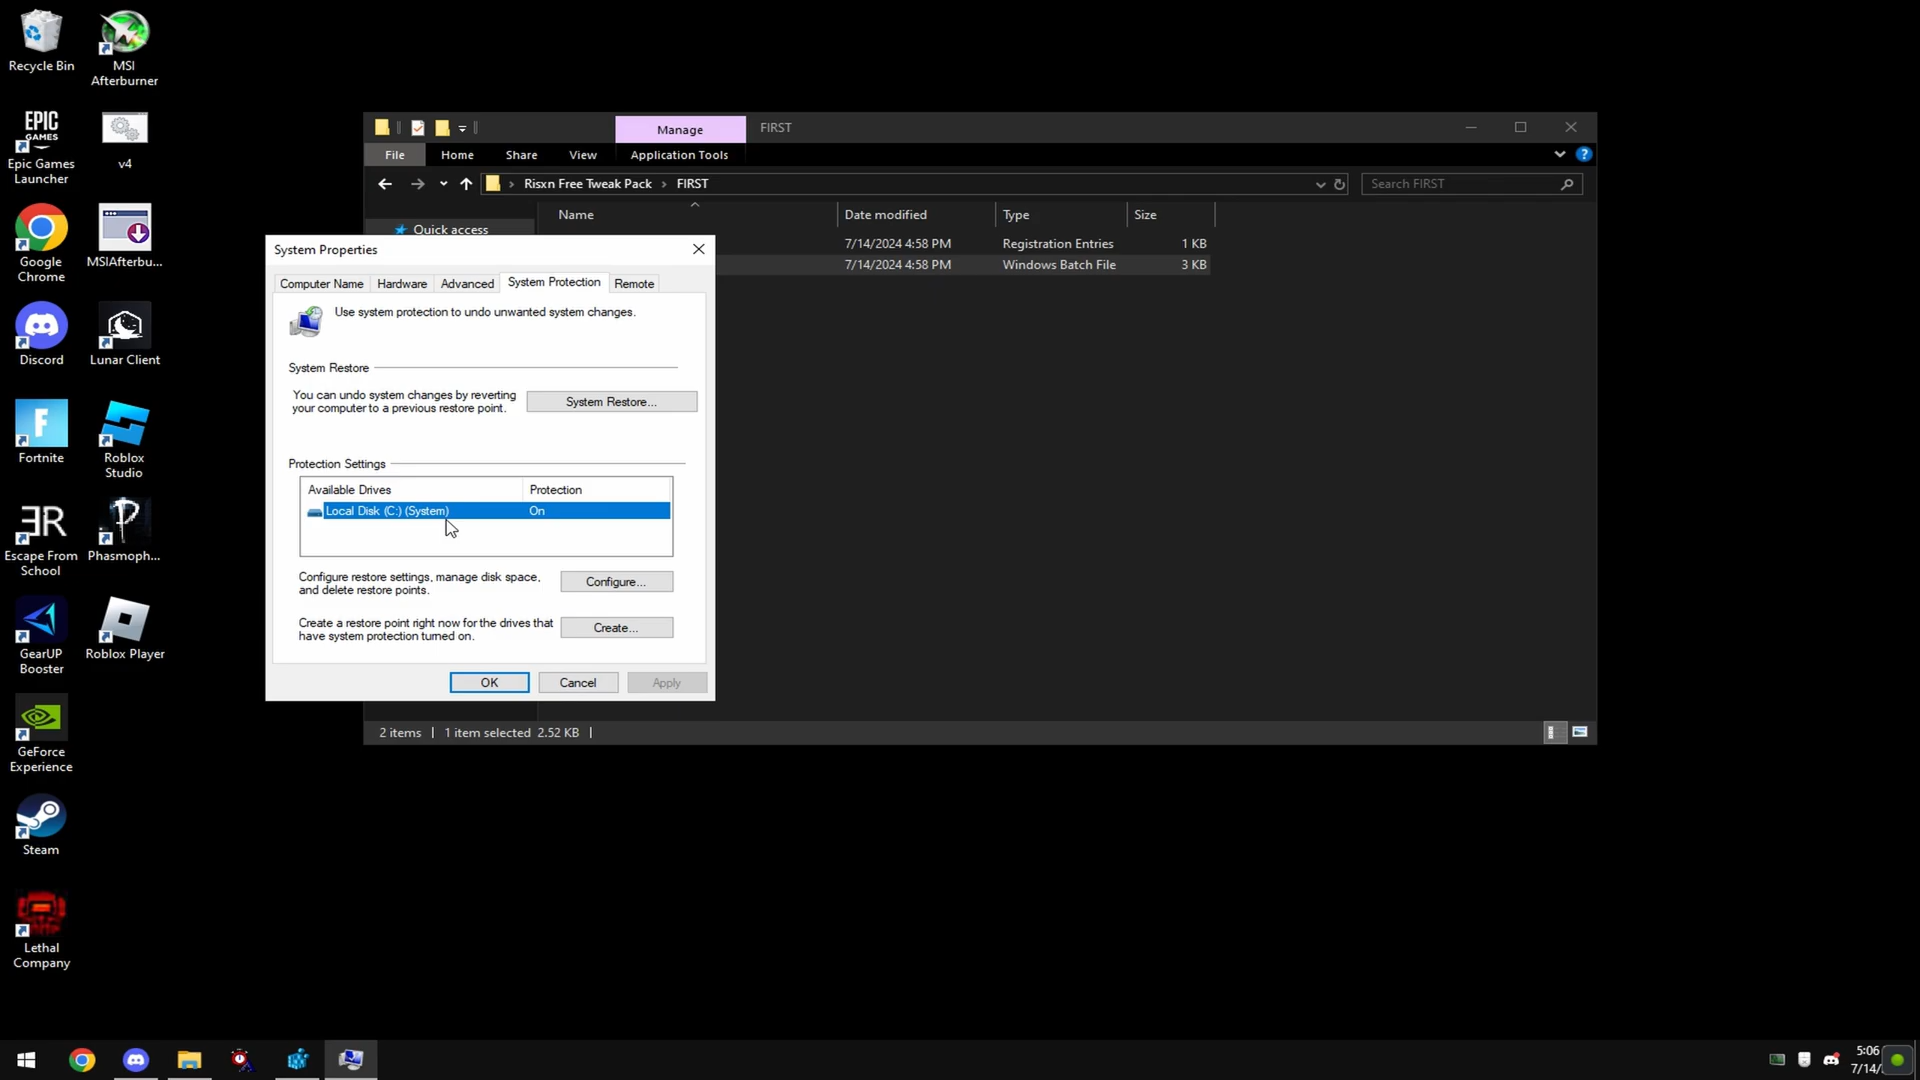 Recycle Bin
MSI
Afterburner
EPIC
GAMES
Epic Games
Launcher
v4
Google
Chrome
MSIAfterbu...
Discord
Lunar Client
F
Fortnite
Roblox
Studio
ER
Escape From
School
Phasmoph...
GearUP
Booster
Roblox Player
GeForce
Experience
Steam
Lethal
Company
Manage
FIRST
File
Home
Share
View
Application Tools
?
Risxn Free Tweak Pack > FIRST
Search FIRST
Name
Date modified
Type
Size
Quick access
7/14/2024 4:58 PM
Registration Entries
1 KB
7/14/2024 4:58 PM
Windows Batch File
3 KB
System Properties
Computer Name
Hardware
Advanced
System Protection
Remote
Use system protection to undo unwanted system changes.
System Restore
You can undo system changes by reverting
your computer to a previous restore point.
System Restore...
Protection Settings
Available Drives
Protection
Local Disk (C:) (System)
On
Configure restore settings, manage disk space,
and delete restore points.
Configure...
Create a restore point right now for the drives that
have system protection turned on.
Create...
OK
Cancel
Apply
2 items
1 item selected 2.52 KB
5:06
7/14/